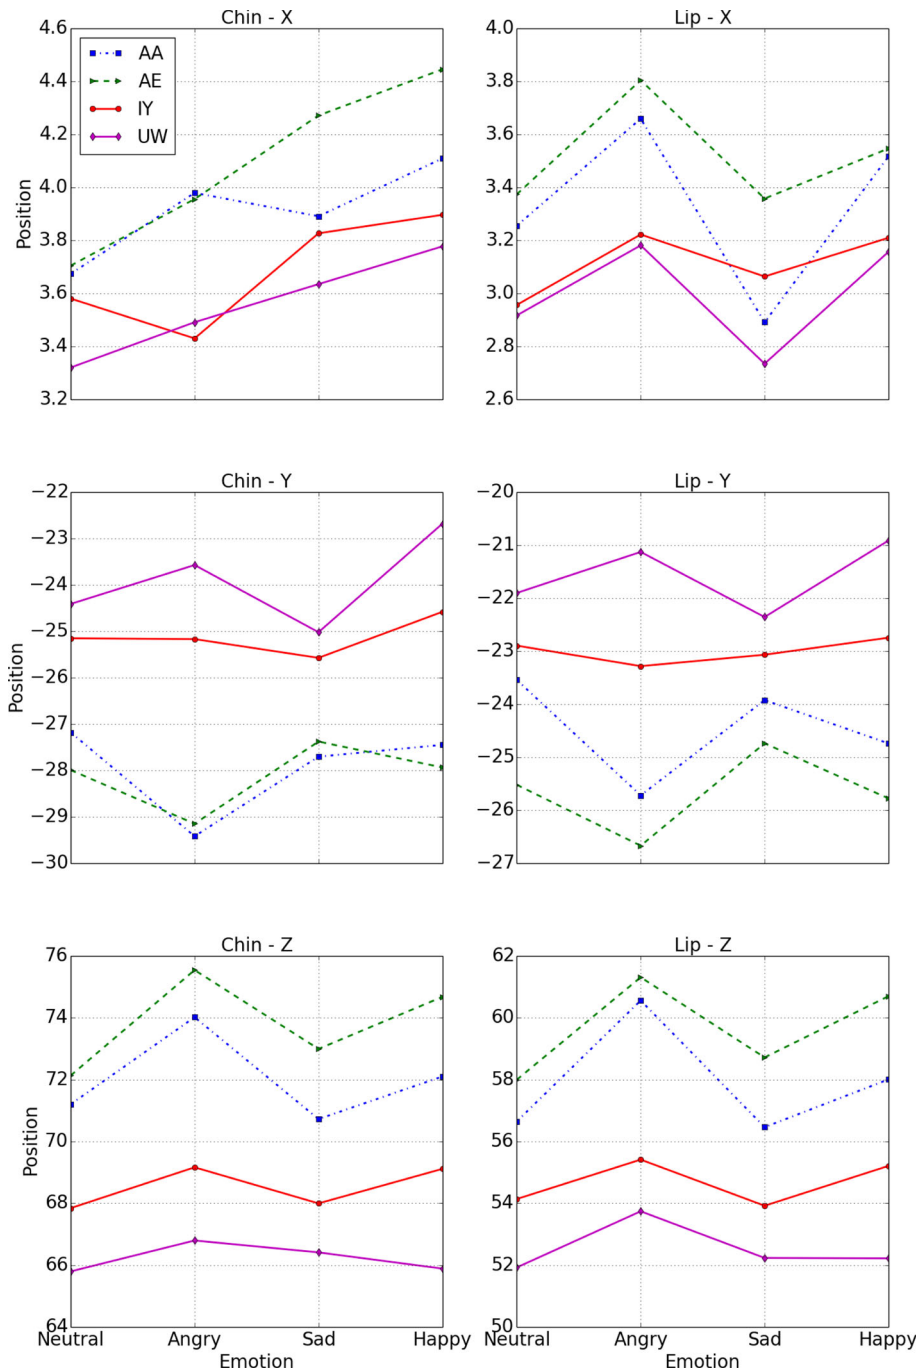 Chin - X
4.6
4.4
4.2
4.0
3.8
3.6
3.4
3.2
Position
AA
AE
IY
UW
Lip - X
4.0
3.8
3.6
3.4
3.2
3.0
2.8
2.6
Chin - Y
−22
−23
−24
−25
−26
−27
−28
−29
−30
Position
Lip - Y
−20
−21
−22
−23
−24
−25
−26
−27
Chin - Z
76
74
72
70
68
66
64
Position
Neutral Angry Sad Happy
Emotion
Lip - Z
62
60
58
56
54
52
50
Neutral Angry Sad Happy
Emotion